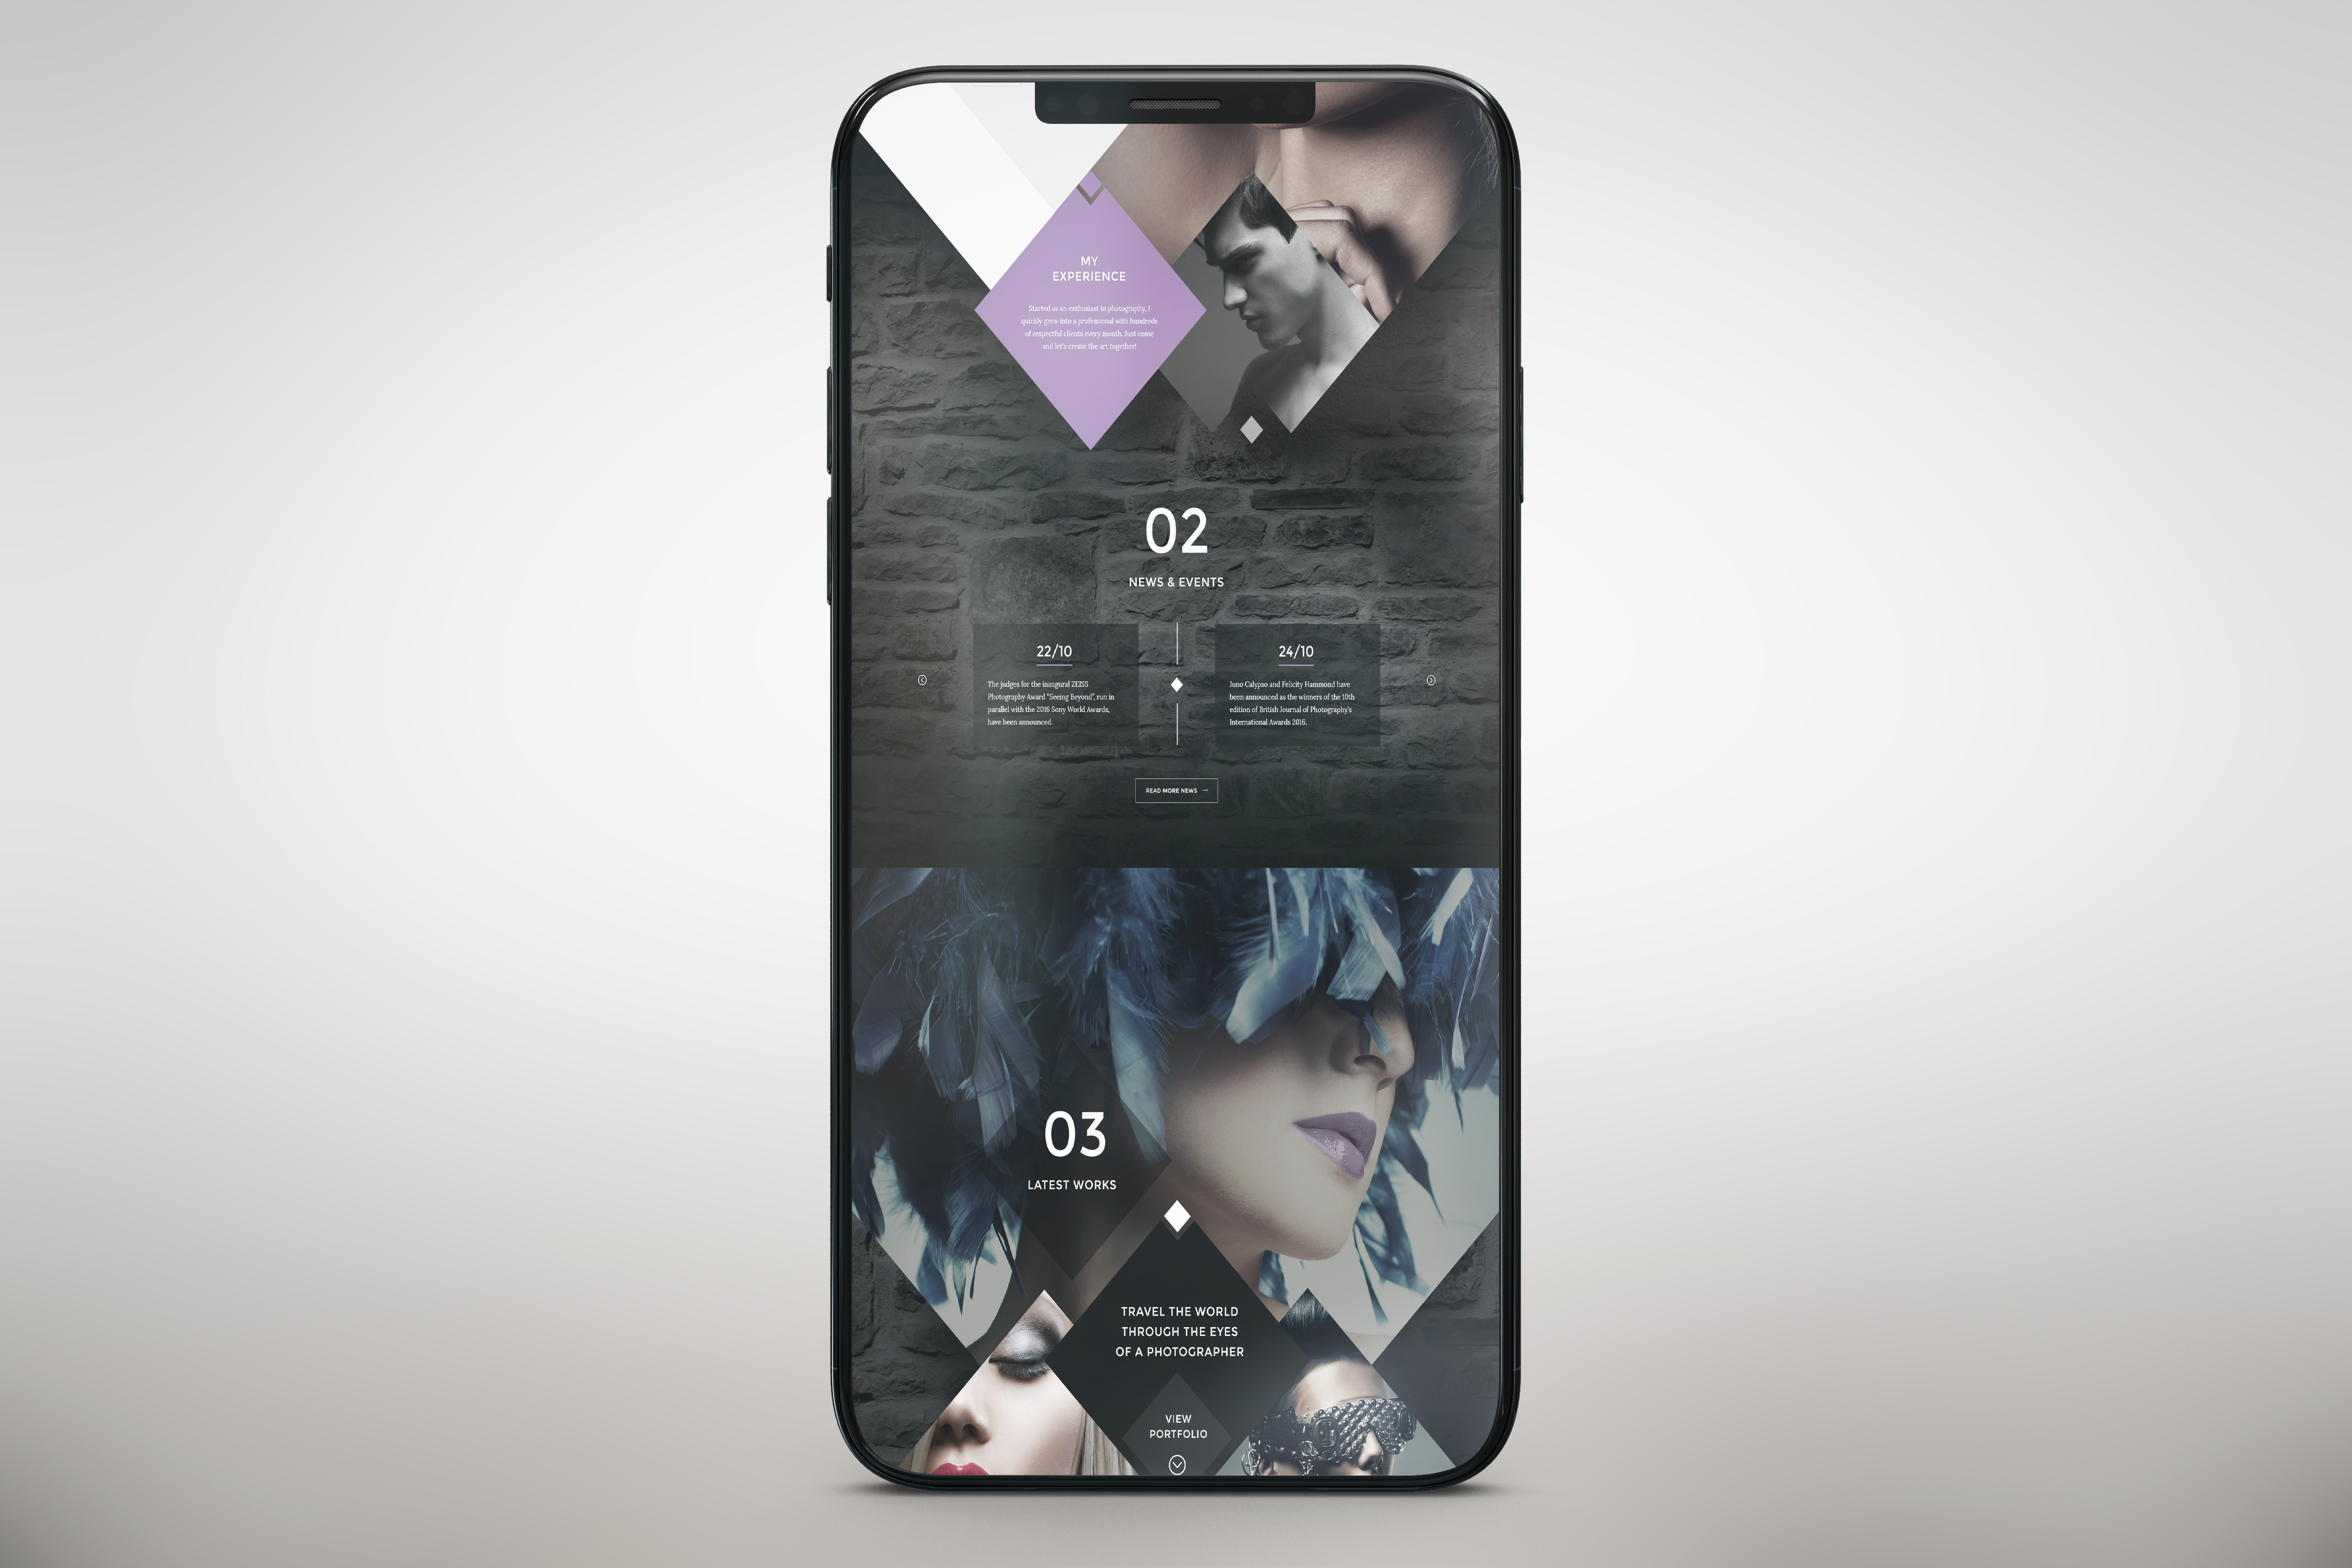 MY
EXPERIENCE
Started as an enthusiast in photography, I
quickly grew into a professional with hundreds
of respectful clients every month. Just come
and let's create the art together!
02
NEWS & EVENTS
22/10
The judges for the inaugural ZEISS
Photography Award "Seeing Beyond", run in
parallel with the 2016 Sony World Awards,
have been announced.
24/10
Juno Calypso and Felicity Hammond have
been announced as the winners of the 10th
edition of British Journal of Photography's
International Awards 2016.
READ MORE NEWS →
03
LATEST WORKS
TRAVEL THE WORLD
THROUGH THE EYES
OF A PHOTOGRAPHER
VIEW
PORTFOLIO